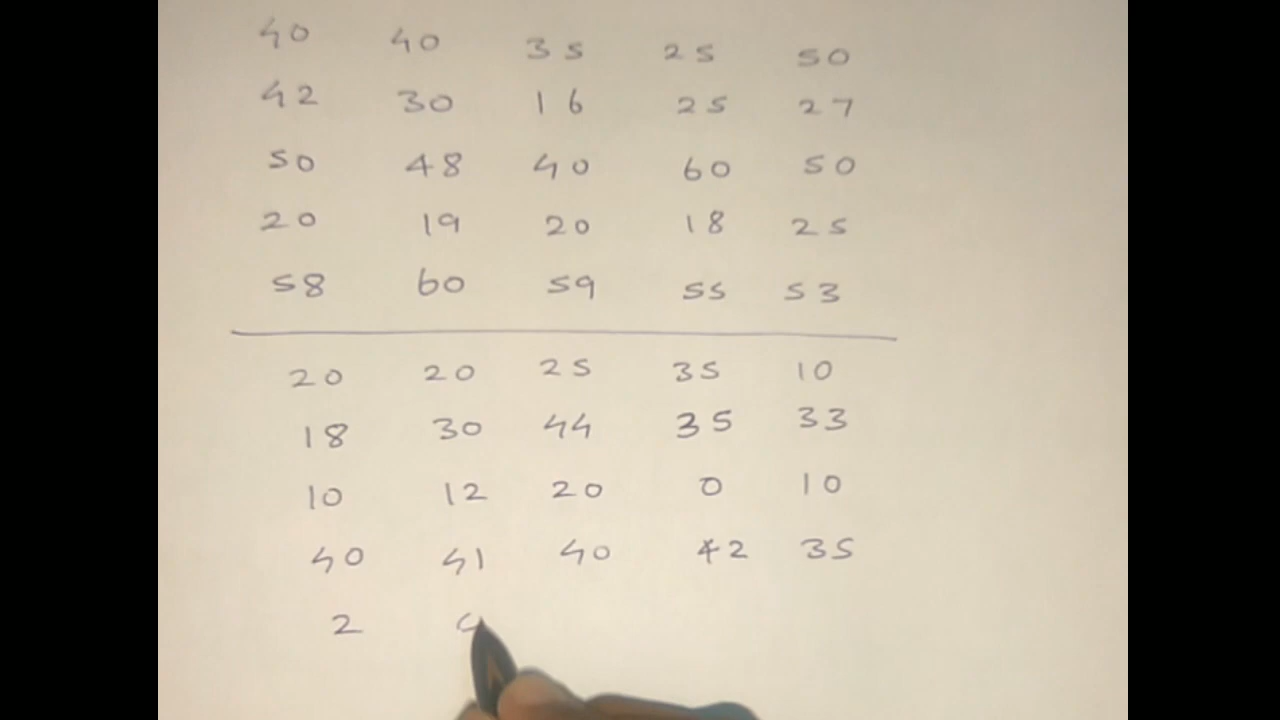 40 40 35 25 50
42 30 16 25 27
50 48 40 60 50
20 19 20 18 25
58 60 59 55 53
20 20 25 35 10
18 30 44 35 33
10 12 20 0 10
40 41 40 42 35
2